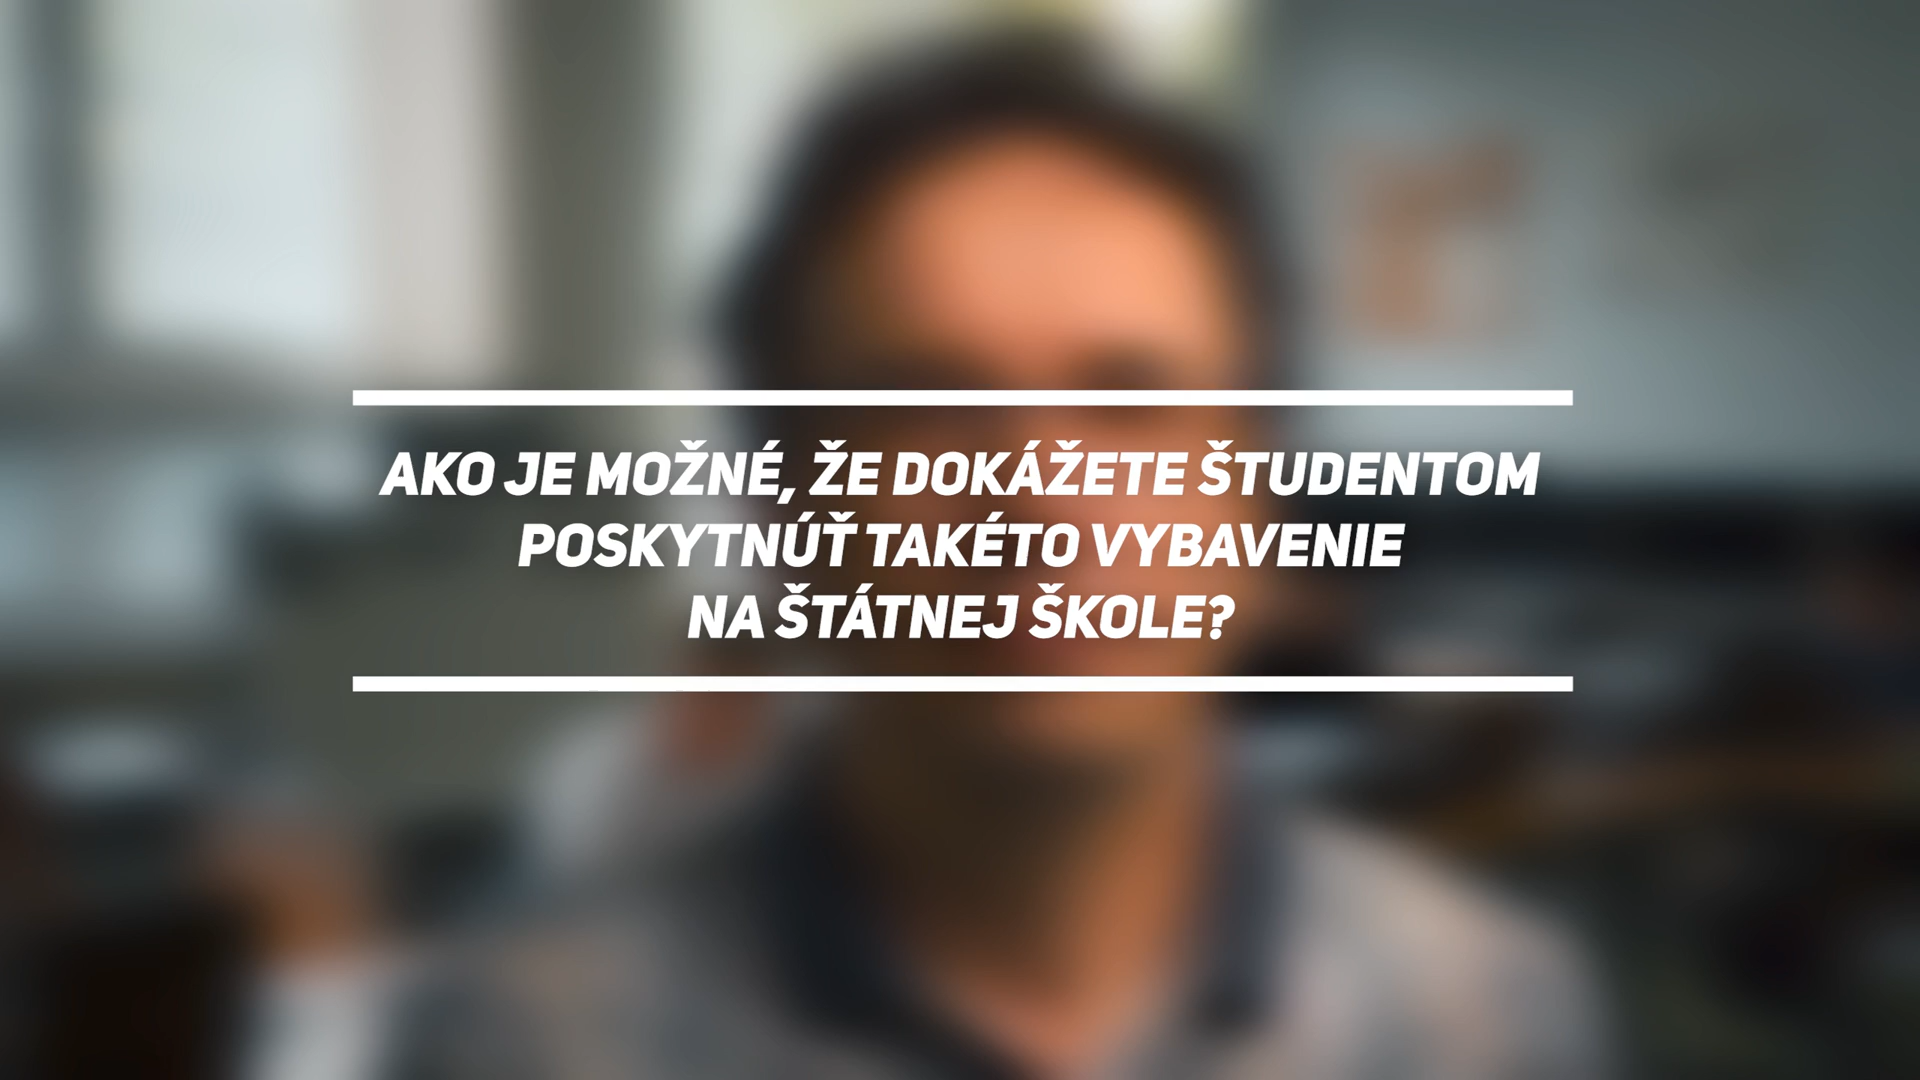 AKO JE MOŽNÉ, ŽE DOKÁŽETE ŠTUDENTOM
POSKYTNÚŤ TAKÉTO VYBAVENIE
NA ŠTÁTNEJ ŠKOLE?